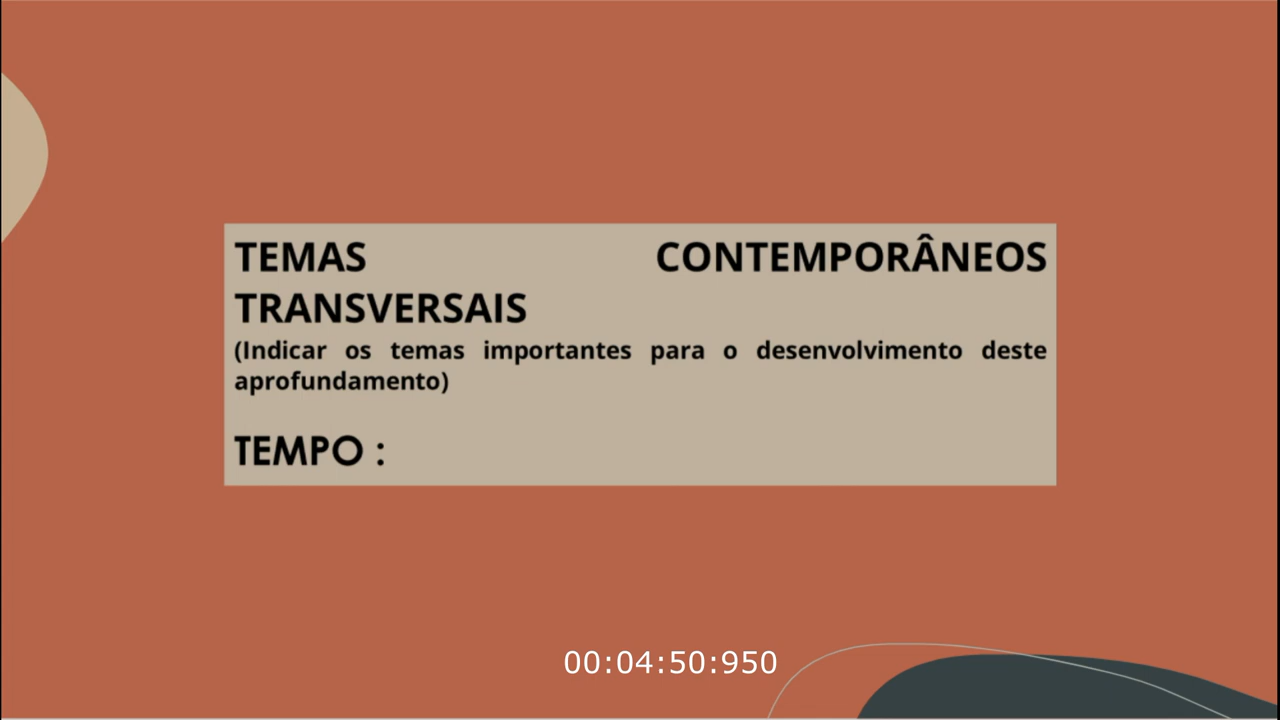 TEMAS CONTEMPORÂNEOS
TRANSVERSAIS
(Indicar os temas importantes para o desenvolvimento deste
aprofundamento)
TEMPO :
00:04:50:950